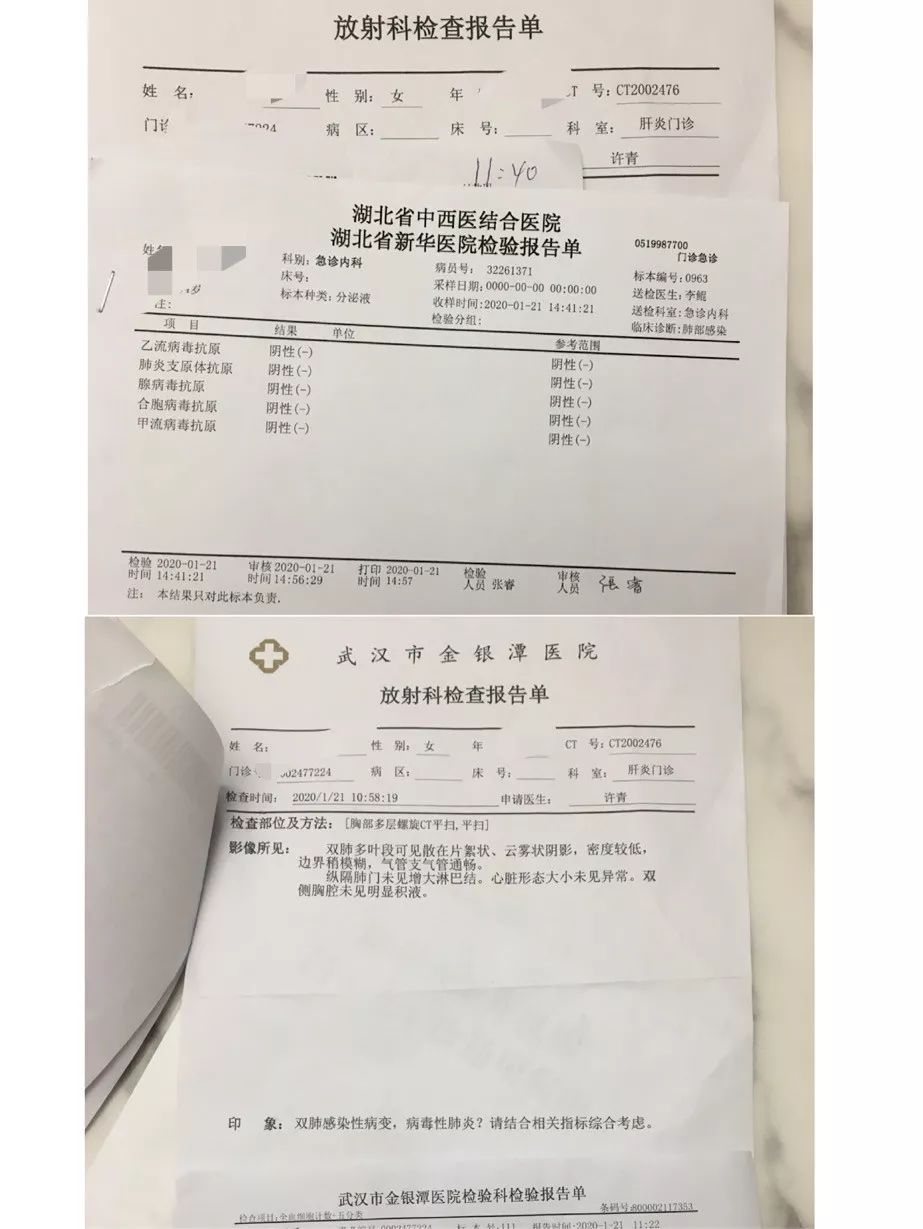 放射科检查报告单
姓 名: 性 别: 女 年 CT 号: CT2002476
门诊 病 区: 床 号: 科 室: 肝炎门诊
许青
11:40
湖北省中西医结合医院
湖北省新华医院检验报告单
0519987700
门诊急诊
姓名
科别: 急诊内科
病员号: 32261371
标本编号:0963
床号:
采样日期:0000-00-00 00:00:00
送检医生:李鲲
注:
标本种类:分泌液
收样时间:2020-01-21 14:41:21
送检科室:急诊内科
检验分组:
临床诊断:肺部感染
项 目 结果 单位 参考范围
乙流病毒抗原 阴性(-) 阴性(-)
肺炎支原体抗原 阴性(-) 阴性(-)
腺病毒抗原 阴性(-) 阴性(-)
合胞病毒抗原 阴性(-) 阴性(-)
甲流病毒抗原 阴性(-) 阴性(-)
检验 2020-01-21 审核 2020-01-21 打印 2020-01-21 检验 审核
时间 14:41:21 时间 14:56:29 时间 14:57 人员 张睿 人员 張睿
注: 本结果只对此标本负责.
武汉市金银潭医院
放射科检查报告单
姓 名: 性 别: 女 年 CT 号: CT2002476
门诊 002477224 病 区: 床 号: 科 室: 肝炎门诊
检查时间: 2020/1/21 10:58:19 申请医生: 许青
检查部位及方法: [胸部多层螺旋CT平扫,平扫]
影像所见: 双肺多叶段可见散在片絮状、云雾状阴影,密度较低,
边界稍模糊,气管支气管通畅。
纵隔肺门未见增大淋巴结。心脏形态大小未见异常。双
侧胸腔未见明显积液。
印 象: 双肺感染性病变,病毒性肺炎?请结合相关指标综合考虑。
武汉市金银潭医院检验科检验报告单
检查项目:全血细胞计数+五分类 条码号:800002117353
0002477224 标 本 号:111 报告时间:2020-1-21 11:22